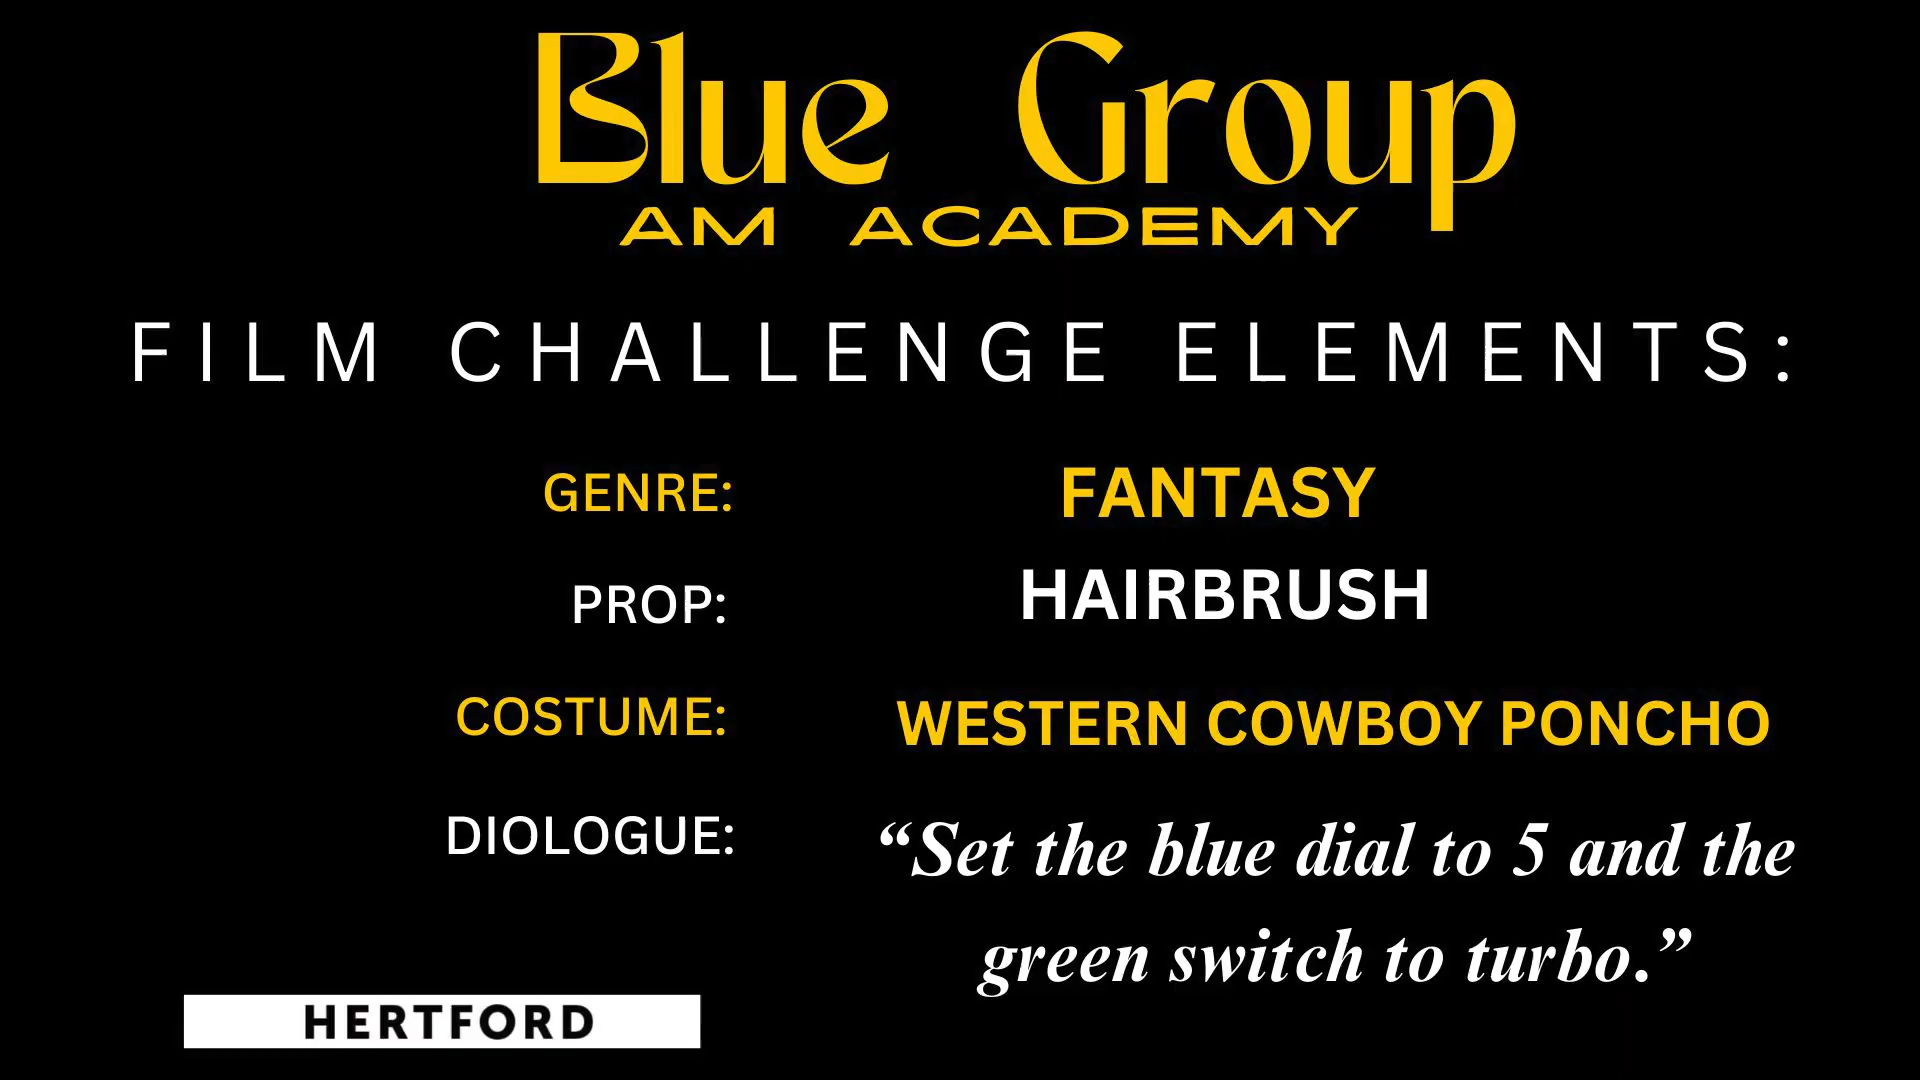 Blue Group
AM ACADEMY
FILM CHALLENGE ELEMENTS:
GENRE: FANTASY
PROP: HAIRBRUSH
COSTUME: WESTERN COWBOY PONCHO
DIOLOGUE: “Set the blue dial to 5 and the
green switch to turbo.”
HERTFORD